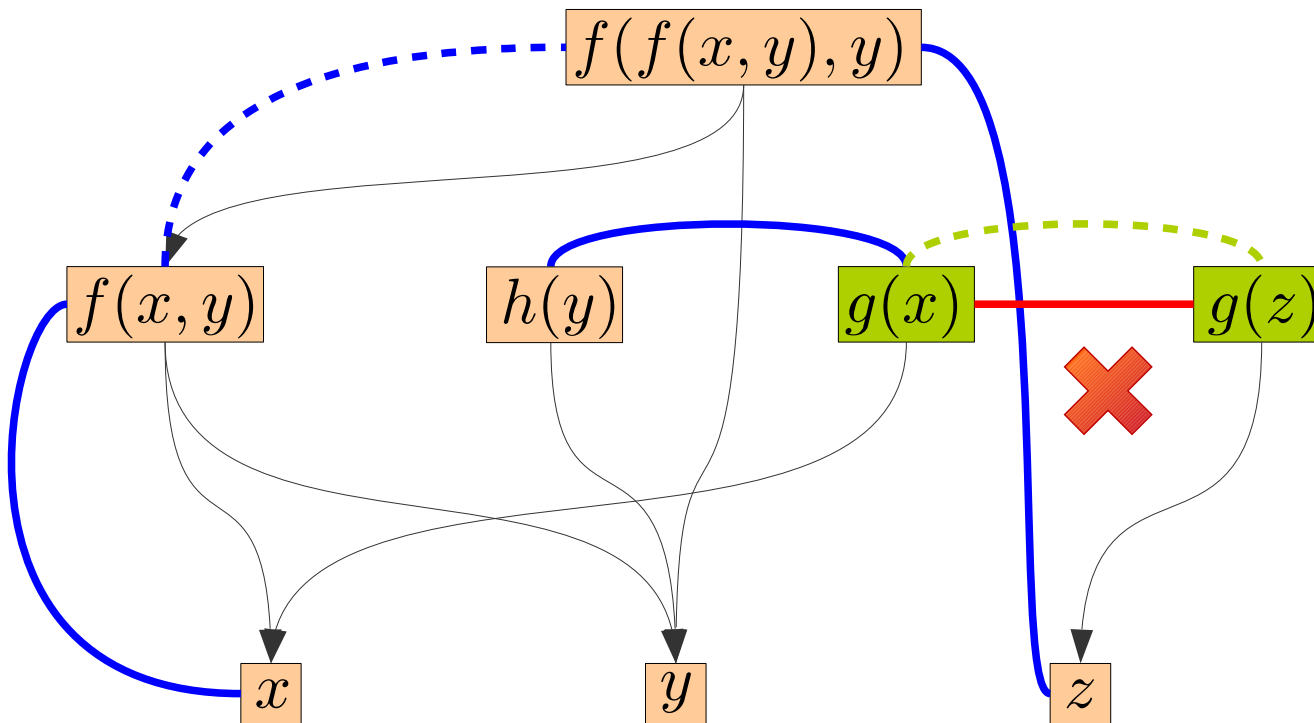 f(f(x, y), y)
f(x, y)
h(y)
g(x)
g(z)
x
y
z